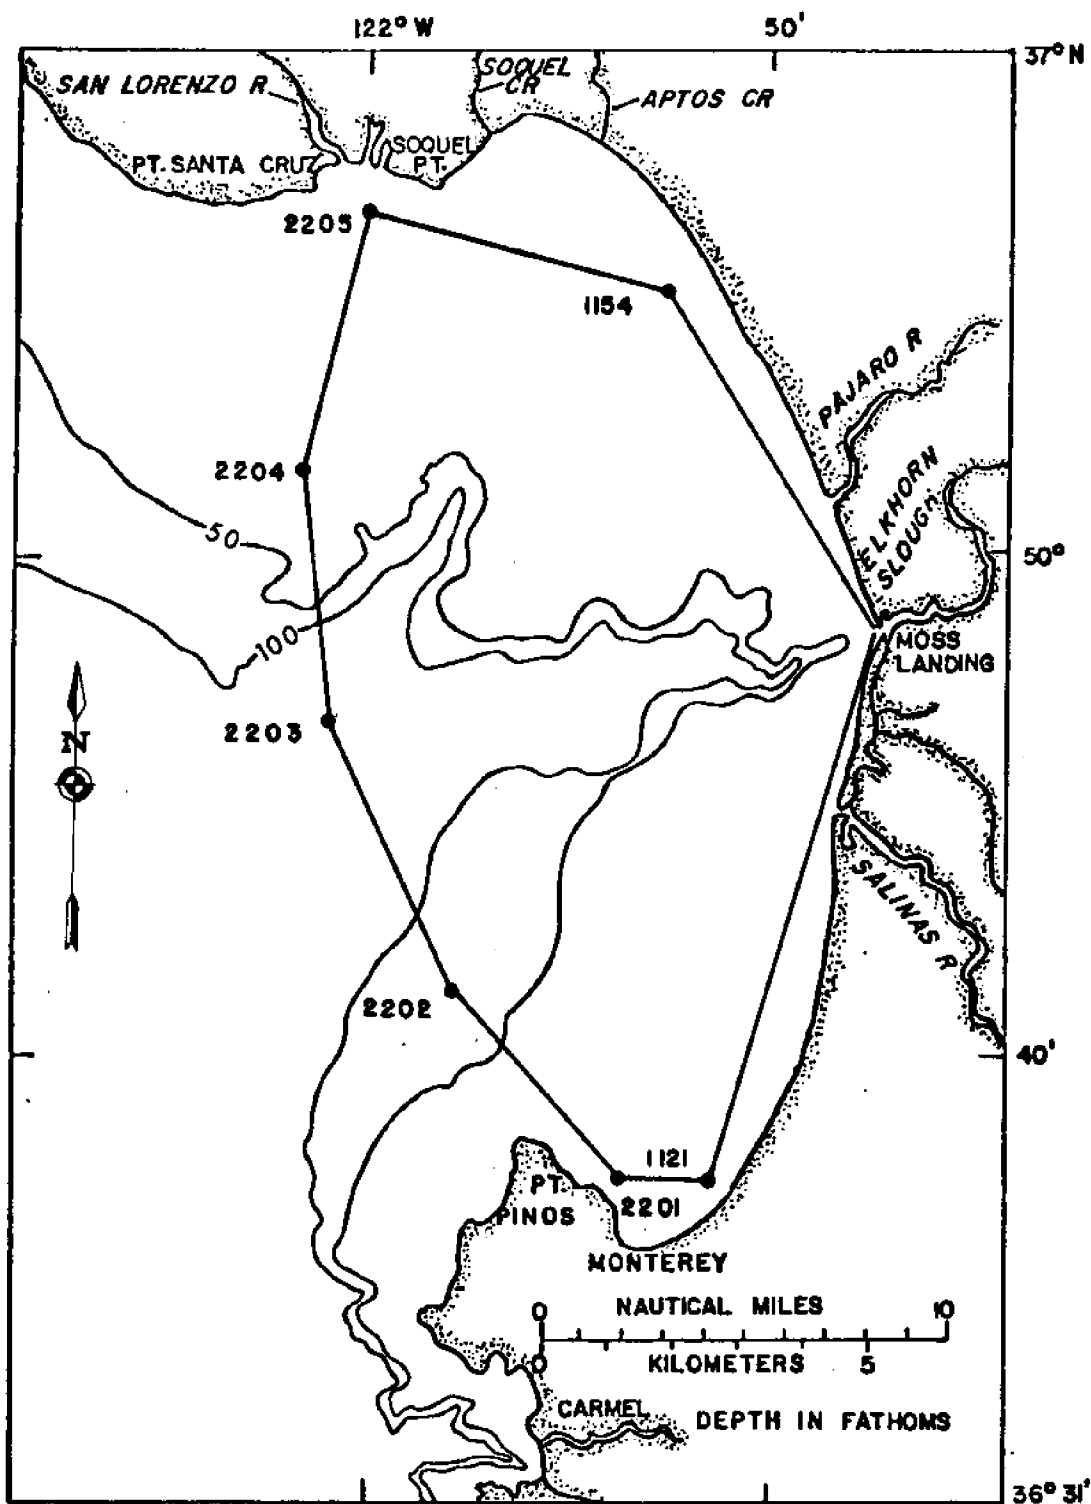 122° W
50'
37° N
SAN LORENZO R
SOQUEL
CR
APTOS CR
PT. SANTA CRUZ
SOQUEL
PT.
2205
1154
PAJARO R
2204
ELKHORN
SLOUGH
50
50°
100
MOSS
LANDING
2203
N
SALINAS R
2202
40'
1121
PT.
PINOS
2201
MONTEREY
0 NAUTICAL MILES 10
0 KILOMETERS 5
CARMEL
DEPTH IN FATHOMS
36° 31'